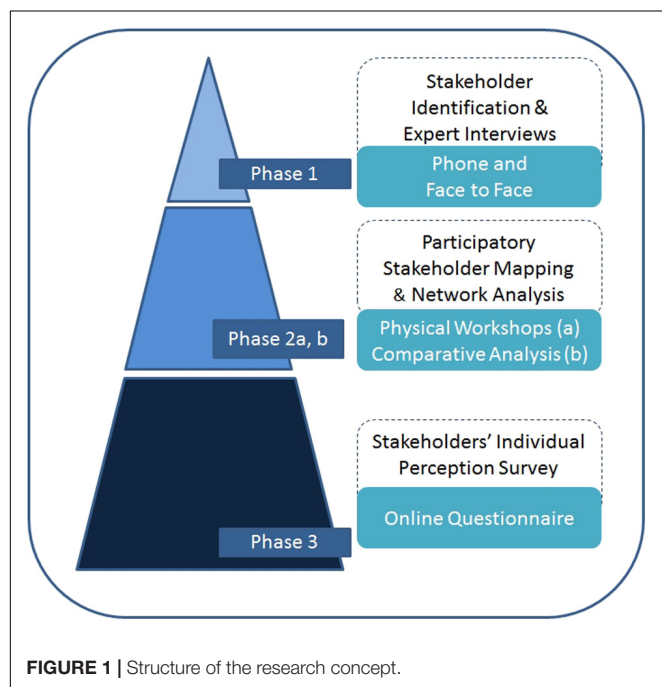 Stakeholder
Identification &
Expert Interviews
Phase 1
Phone and
Face to Face
Participatory
Stakeholder Mapping
& Network Analysis
Phase 2a, b
Physical Workshops (a)
Comparative Analysis (b)
Stakeholders' Individual
Perception Survey
Phase 3
Online Questionnaire
FIGURE 1 | Structure of the research concept.